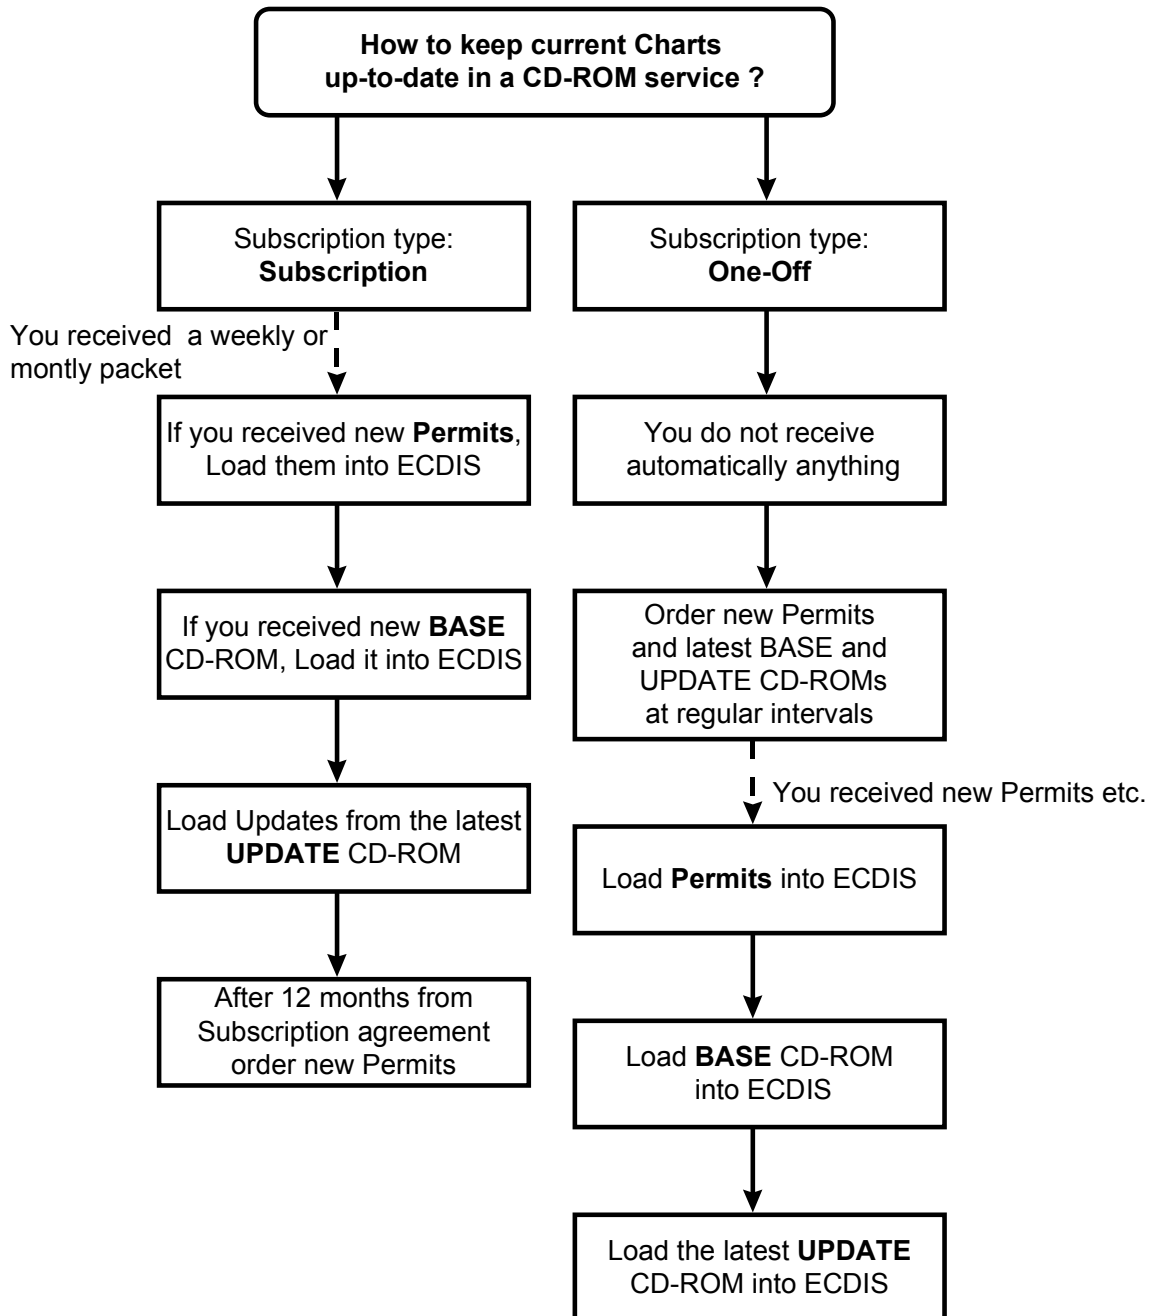 How to keep current Charts
up-to-date in a CD-ROM service ?
Subscription type:
Subscription
You received a weekly or
montly packet
If you received new Permits,
Load them into ECDIS
If you received new BASE
CD-ROM, Load it into ECDIS
Load Updates from the latest
UPDATE CD-ROM
After 12 months from
Subscription agreement
order new Permits
Subscription type:
One-Off
You do not receive
automatically anything
Order new Permits
and latest BASE and
UPDATE CD-ROMs
at regular intervals
You received new Permits etc.
Load Permits into ECDIS
Load BASE CD-ROM
into ECDIS
Load the latest UPDATE
CD-ROM into ECDIS